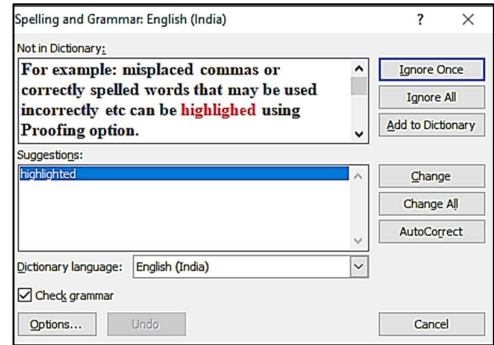 Spelling and Grammar: English (India)
? ✕
Not in Dictionary:
For example: misplaced commas or
correctly spelled words that may be used
incorrectly etc can be highlighed using
Proofing option.
Ignore Once
Ignore All
Add to Dictionary
Suggestions:
highlighted
Change
Change All
AutoCorrect
Dictionary language: English (India)
Check grammar
Options... Undo Cancel